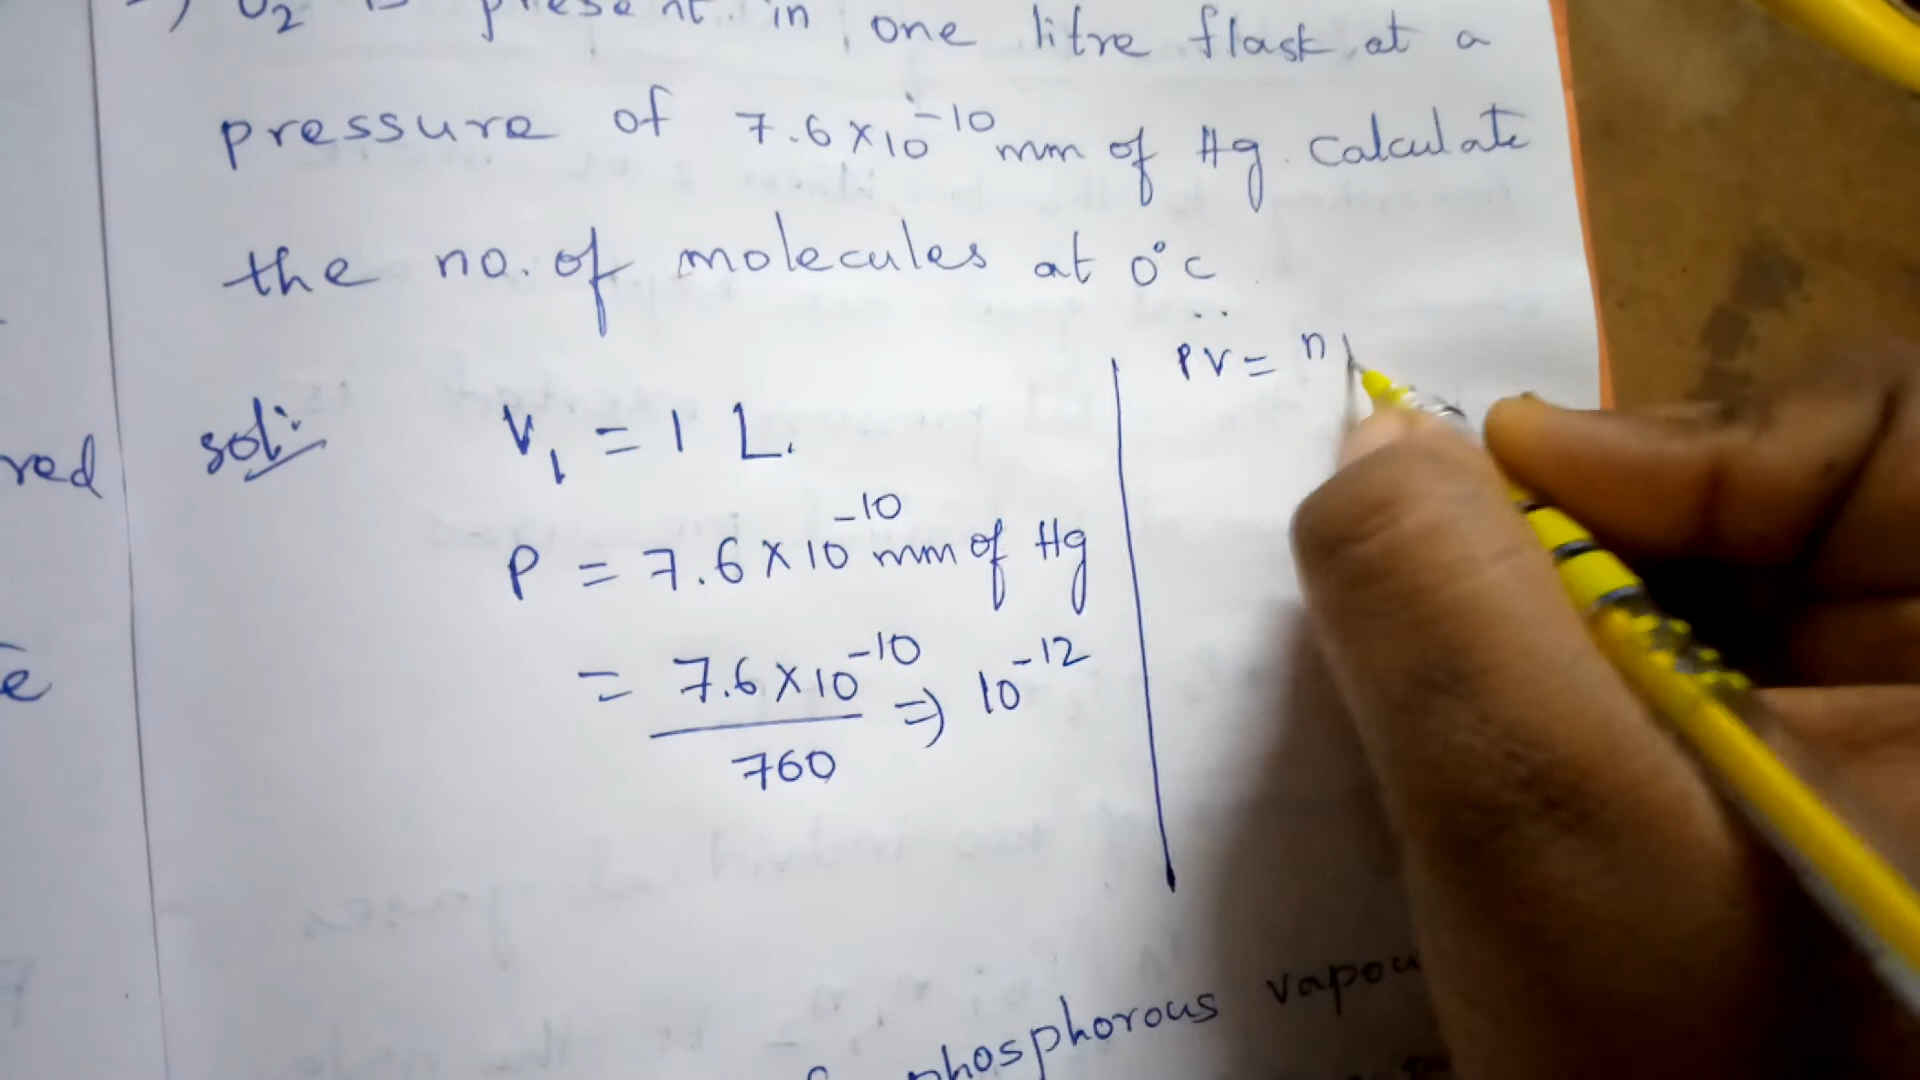 O2 is present in one litre flask at a
pressure of 7.6×10^-10 mm of Hg. Calculate
the no. of molecules at 0°C.
sol:-
V1 = 1 L.
P = 7.6×10^-10 mm of Hg
= 7.6×10^-10 / 760 ⇒ 10^-12
PV = n
red
phosphorous vapou